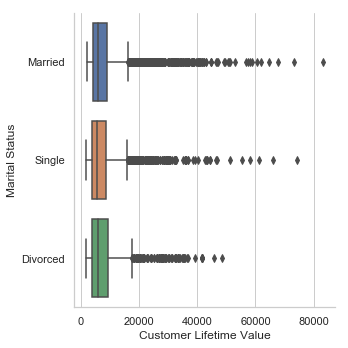 Married
Single
Divorced
Marital Status
0
20000
40000
60000
80000
Customer Lifetime Value